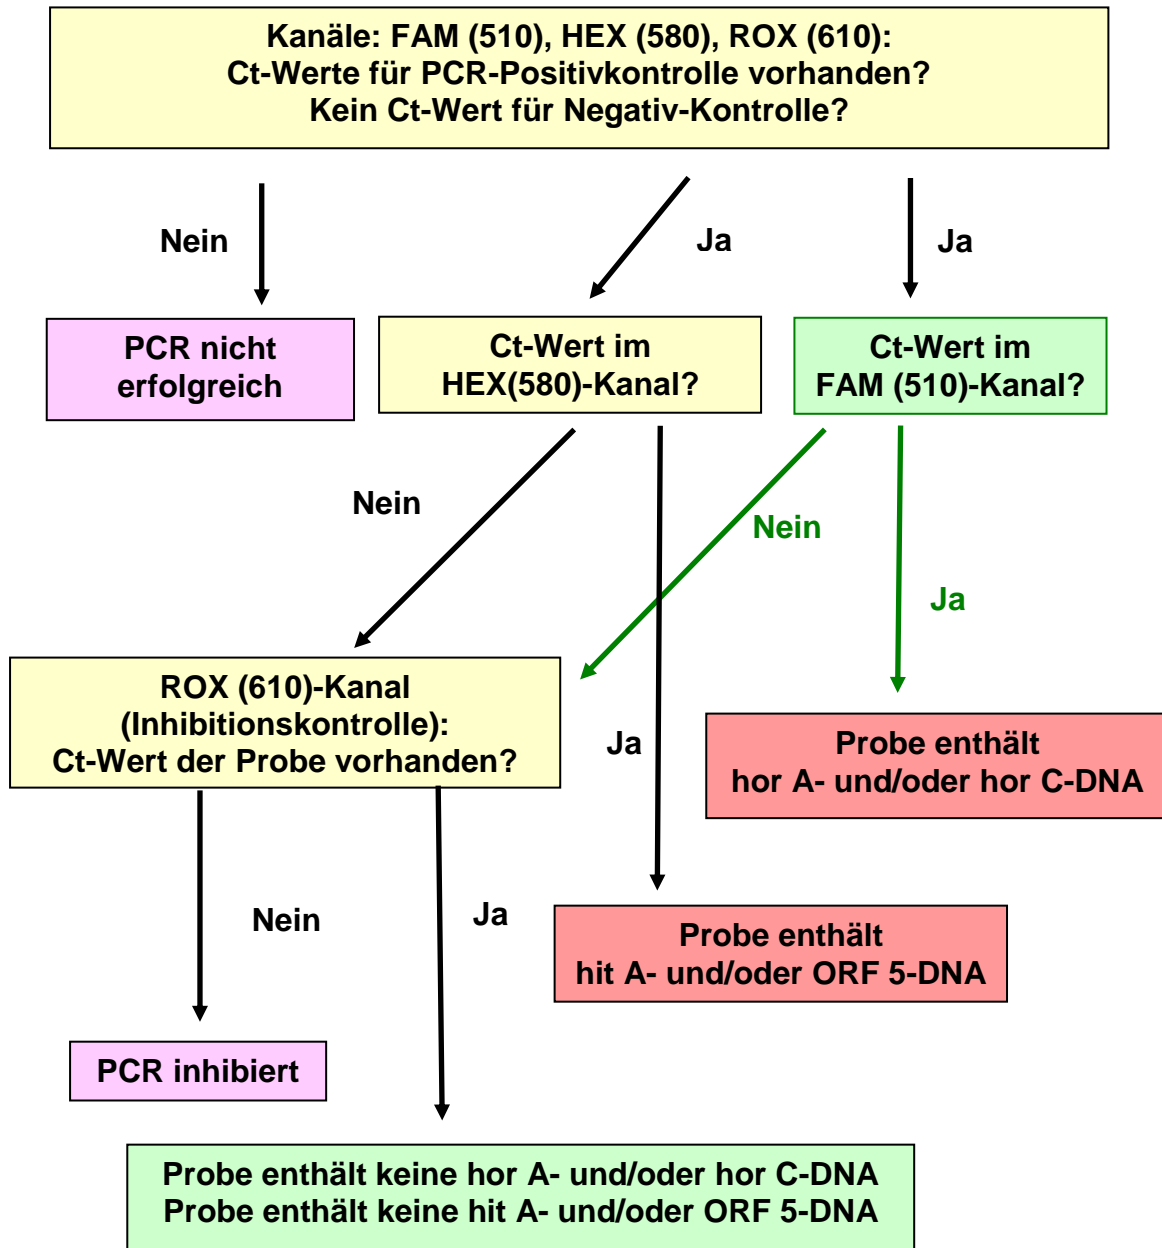 Kanäle: FAM (510), HEX (580), ROX (610):
Ct-Werte für PCR-Positivkontrolle vorhanden?
Kein Ct-Wert für Negativ-Kontrolle?
Nein
Ja
Ja
PCR nicht
erfolgreich
Ct-Wert im
HEX(580)-Kanal?
Ct-Wert im
FAM (510)-Kanal?
Nein
Nein
Ja
ROX (610)-Kanal
(Inhibitionskontrolle):
Ct-Wert der Probe vorhanden?
Ja
Probe enthält
hor A- und/oder hor C-DNA
Nein
Ja
Probe enthält
hit A- und/oder ORF 5-DNA
PCR inhibiert
Probe enthält keine hor A- und/oder hor C-DNA
Probe enthält keine hit A- und/oder ORF 5-DNA